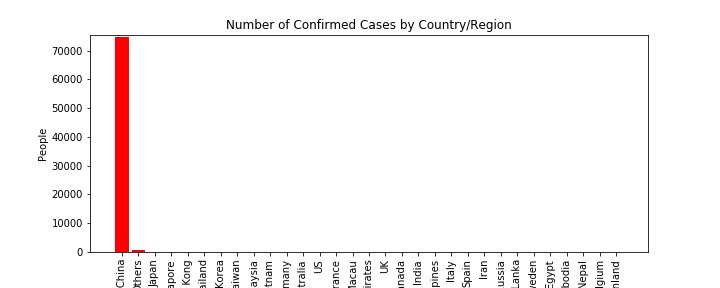 Number of Confirmed Cases by Country/Region
People
70000
60000
50000
40000
30000
20000
10000
0
China
thers
Japan
apore
Kong
ailand
Korea
aiwan
aysia
tnam
many
tralia
US
rance
Macau
irates
UK
nada
India
pines
Italy
Spain
Iran
ussia
Lanka
veden
Egypt
bodia
Nepal
lgium
nland